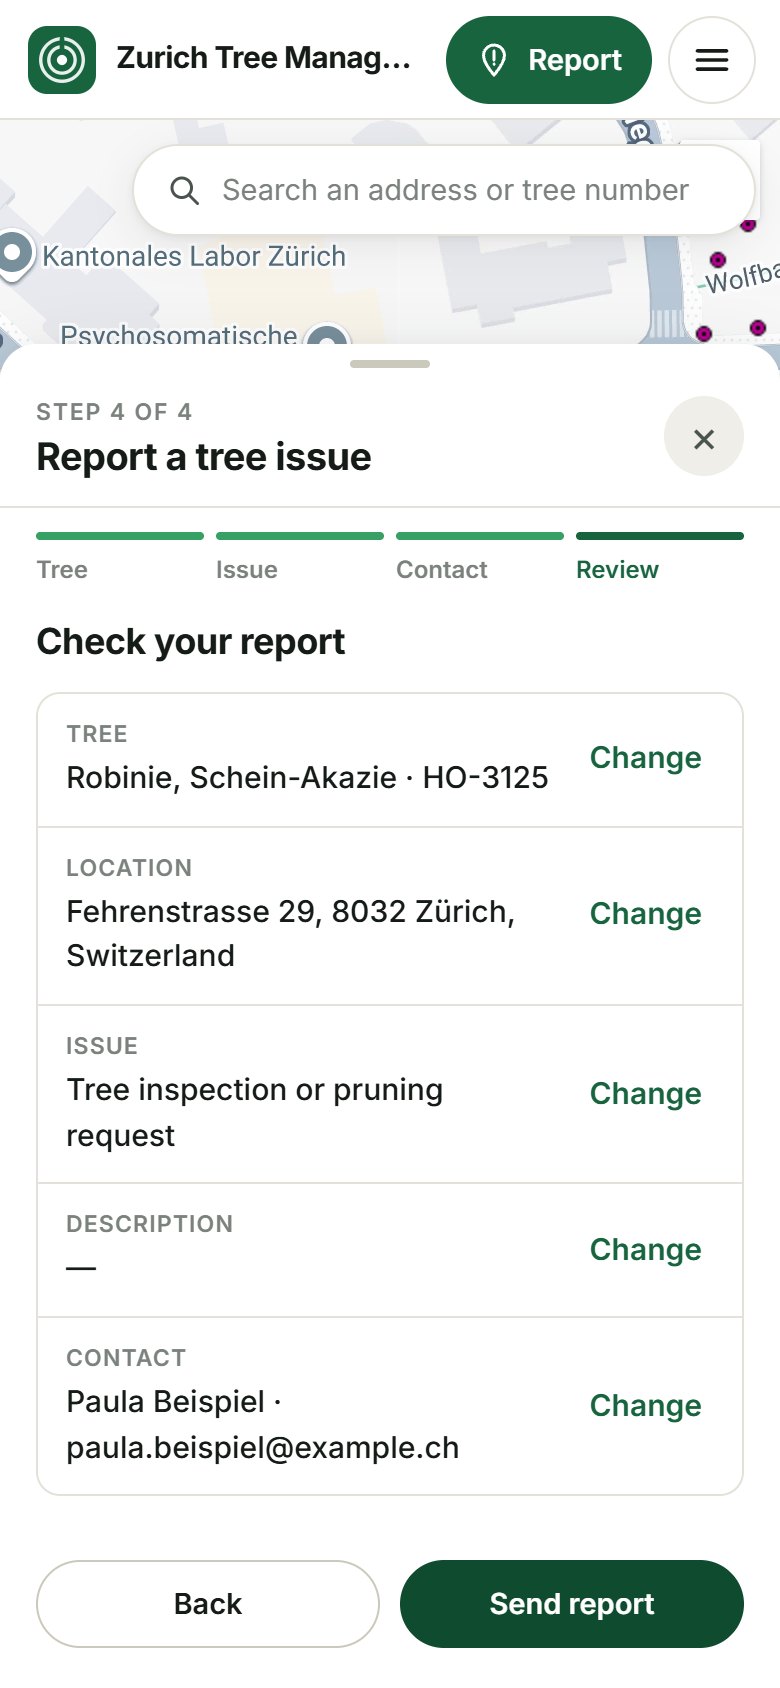 Zurich Tree Manag...
Report
Search an address or tree number
Kantonales Labor Zürich
Psychosomatische
STEP 4 OF 4
Report a tree issue
Tree
Issue
Contact
Review
Check your report
TREE
Robinie, Schein-Akazie · HO-3125
Change
LOCATION
Fehrenstrasse 29, 8032 Zürich,
Switzerland
Change
ISSUE
Tree inspection or pruning
request
Change
DESCRIPTION
—
Change
CONTACT
Paula Beispiel ·
paula.beispiel@example.ch
Change
Back
Send report